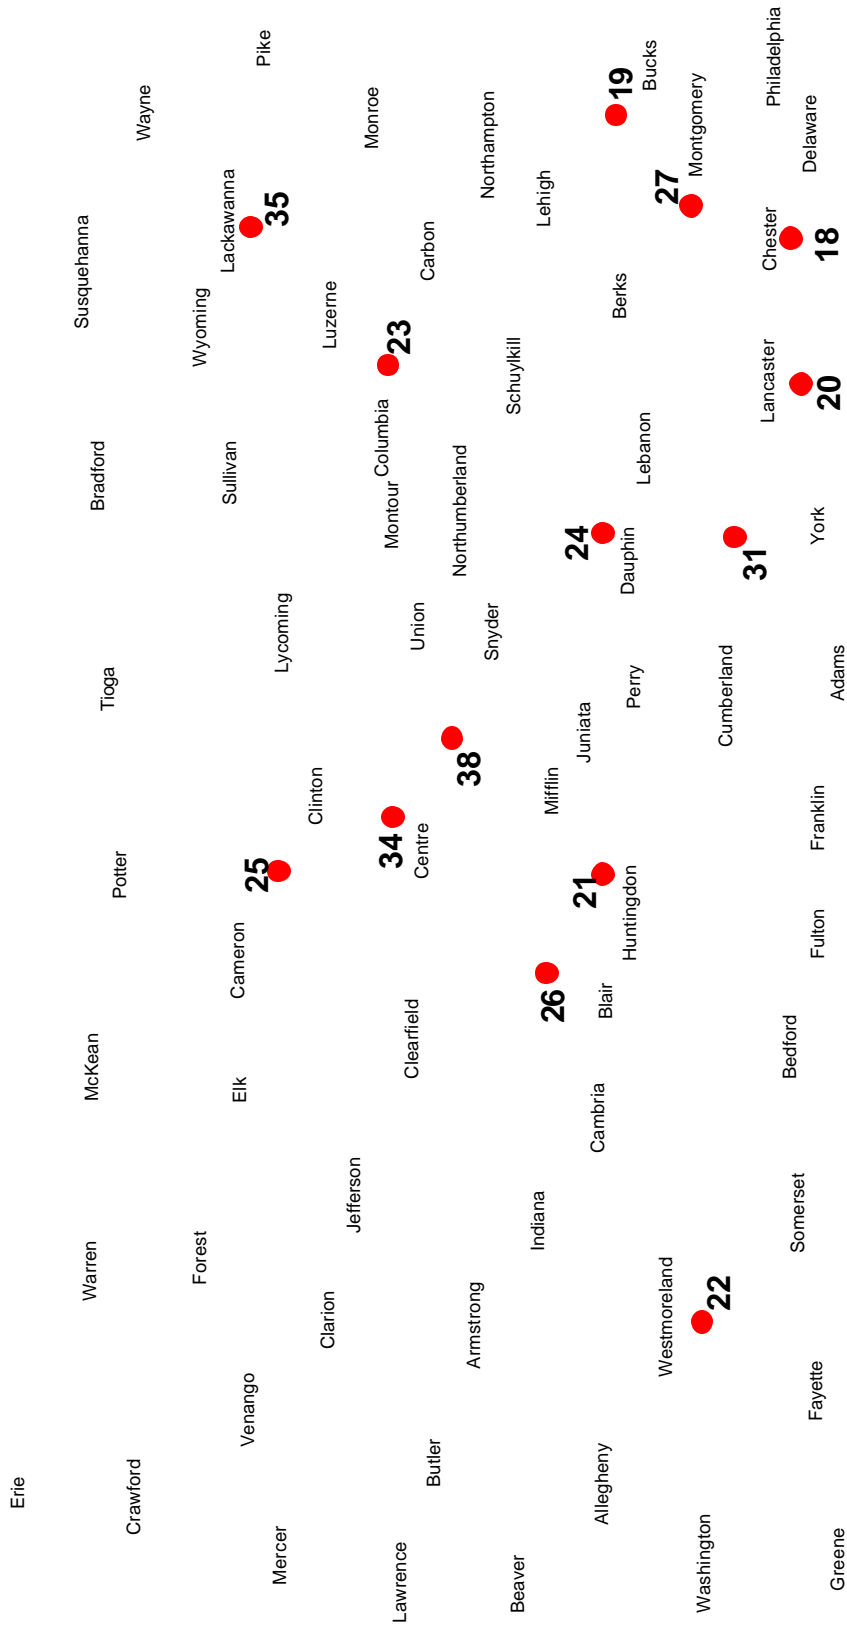 Erie
Susquehanna
Warren
McKean
Bradford
Tioga
Potter
Crawford
Wayne
Forest
Wyoming
Lackawanna
Sullivan
Elk
Cameron
Venango
25
Pike
35
Mercer
Lycoming
Clinton
Clarion
Luzerne
Jefferson
Monroe
Columbia
Montour
34
23
Lawrence
Clearfield
Union
Centre
Carbon
Butler
Northumberland
38
Armstrong
Northampton
Snyder
Schuylkill
Beaver
Indiana
Lehigh
Mifflin
26
24
21
Juniata
Cambria
Allegheny
Blair
Berks
19
Dauphin
Huntingdon
Perry
Lebanon
Bucks
Westmoreland
27
Montgomery
Washington
22
Cumberland
31
Lancaster
Chester
Philadelphia
Bedford
Somerset
Fayette
Fulton
Franklin
York
Delaware
20
18
Greene
Adams